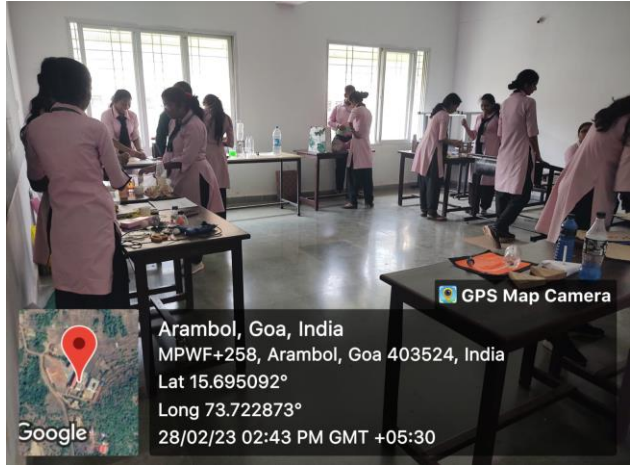 GPS Map Camera
Arambol, Goa, India
MPWF+258, Arambol, Goa 403524, India
Lat 15.695092°
Long 73.722873°
28/02/23 02:43 PM GMT +05:30
Google